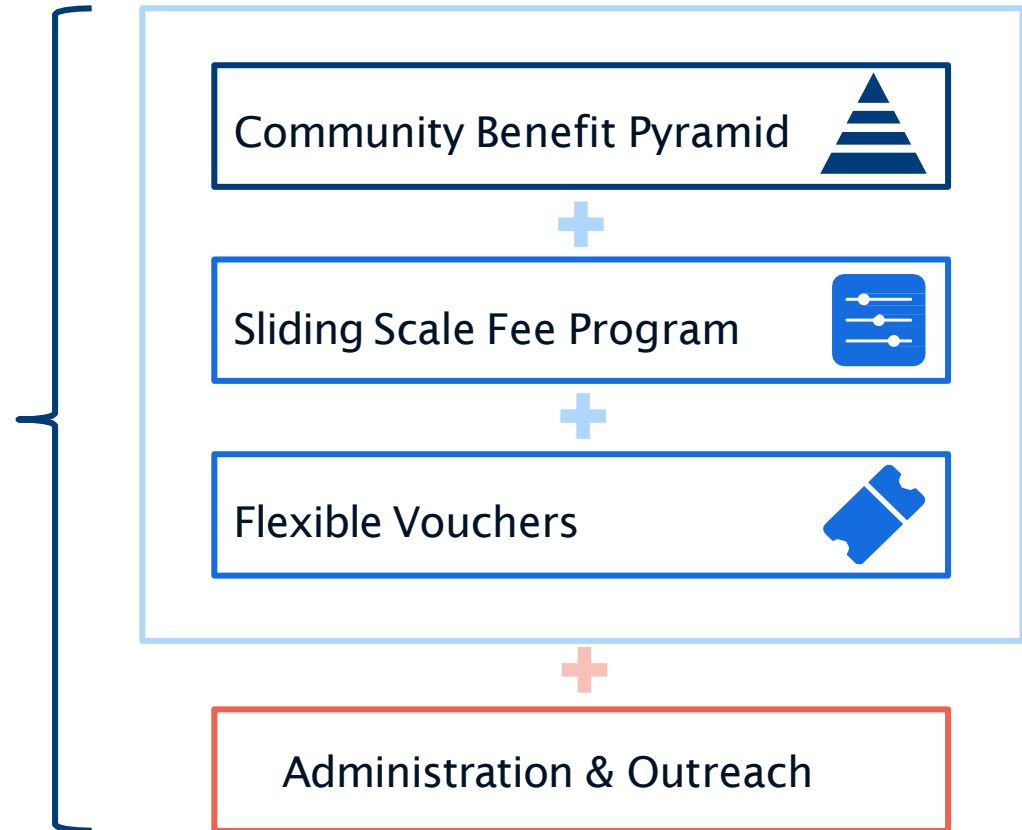 Community Benefit Pyramid
Sliding Scale Fee Program
Flexible Vouchers
Administration & Outreach